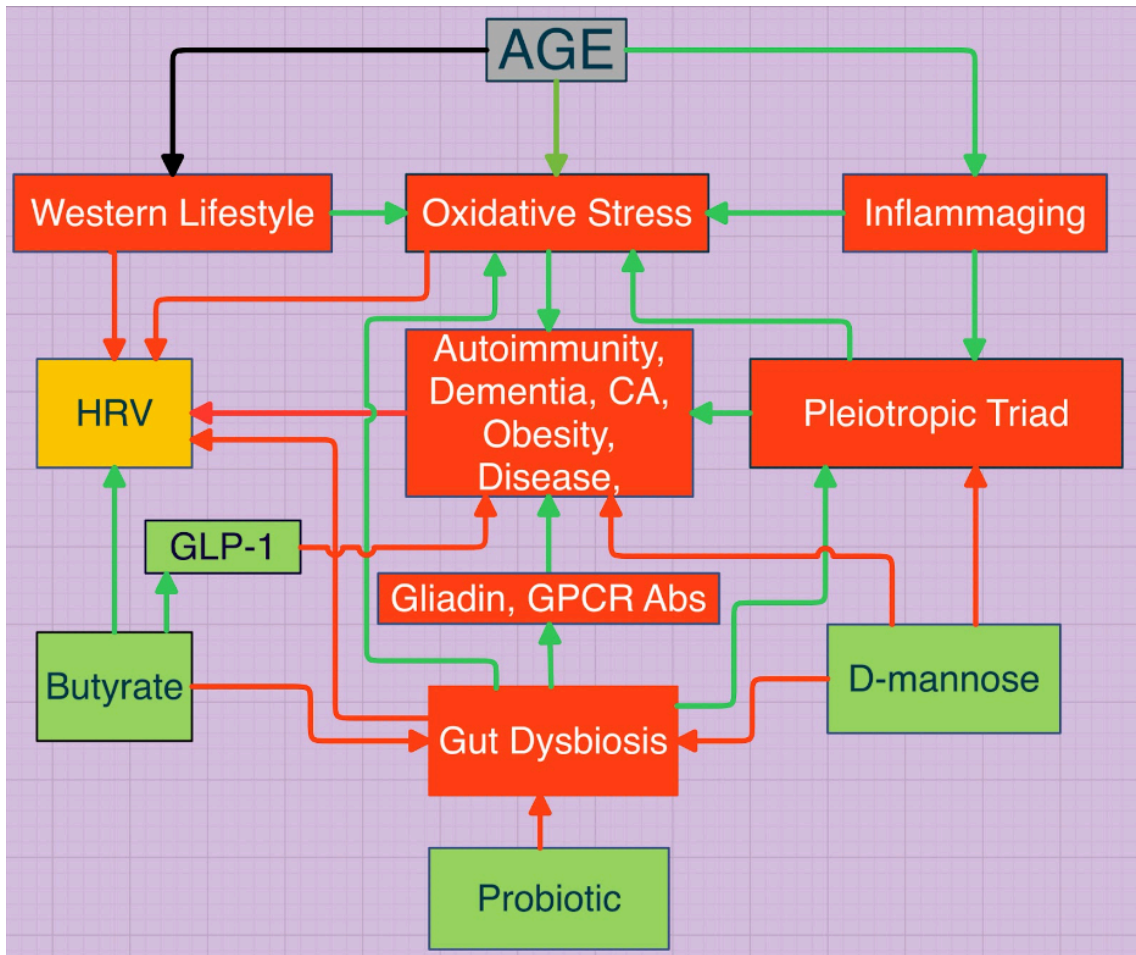 AGE
Western Lifestyle
Oxidative Stress
Inflammaging
HRV
Autoimmunity,
Dementia, CA,
Obesity,
Disease,
Pleiotropic Triad
GLP-1
Gliadin, GPCR Abs
Butyrate
D-mannose
Gut Dysbiosis
Probiotic